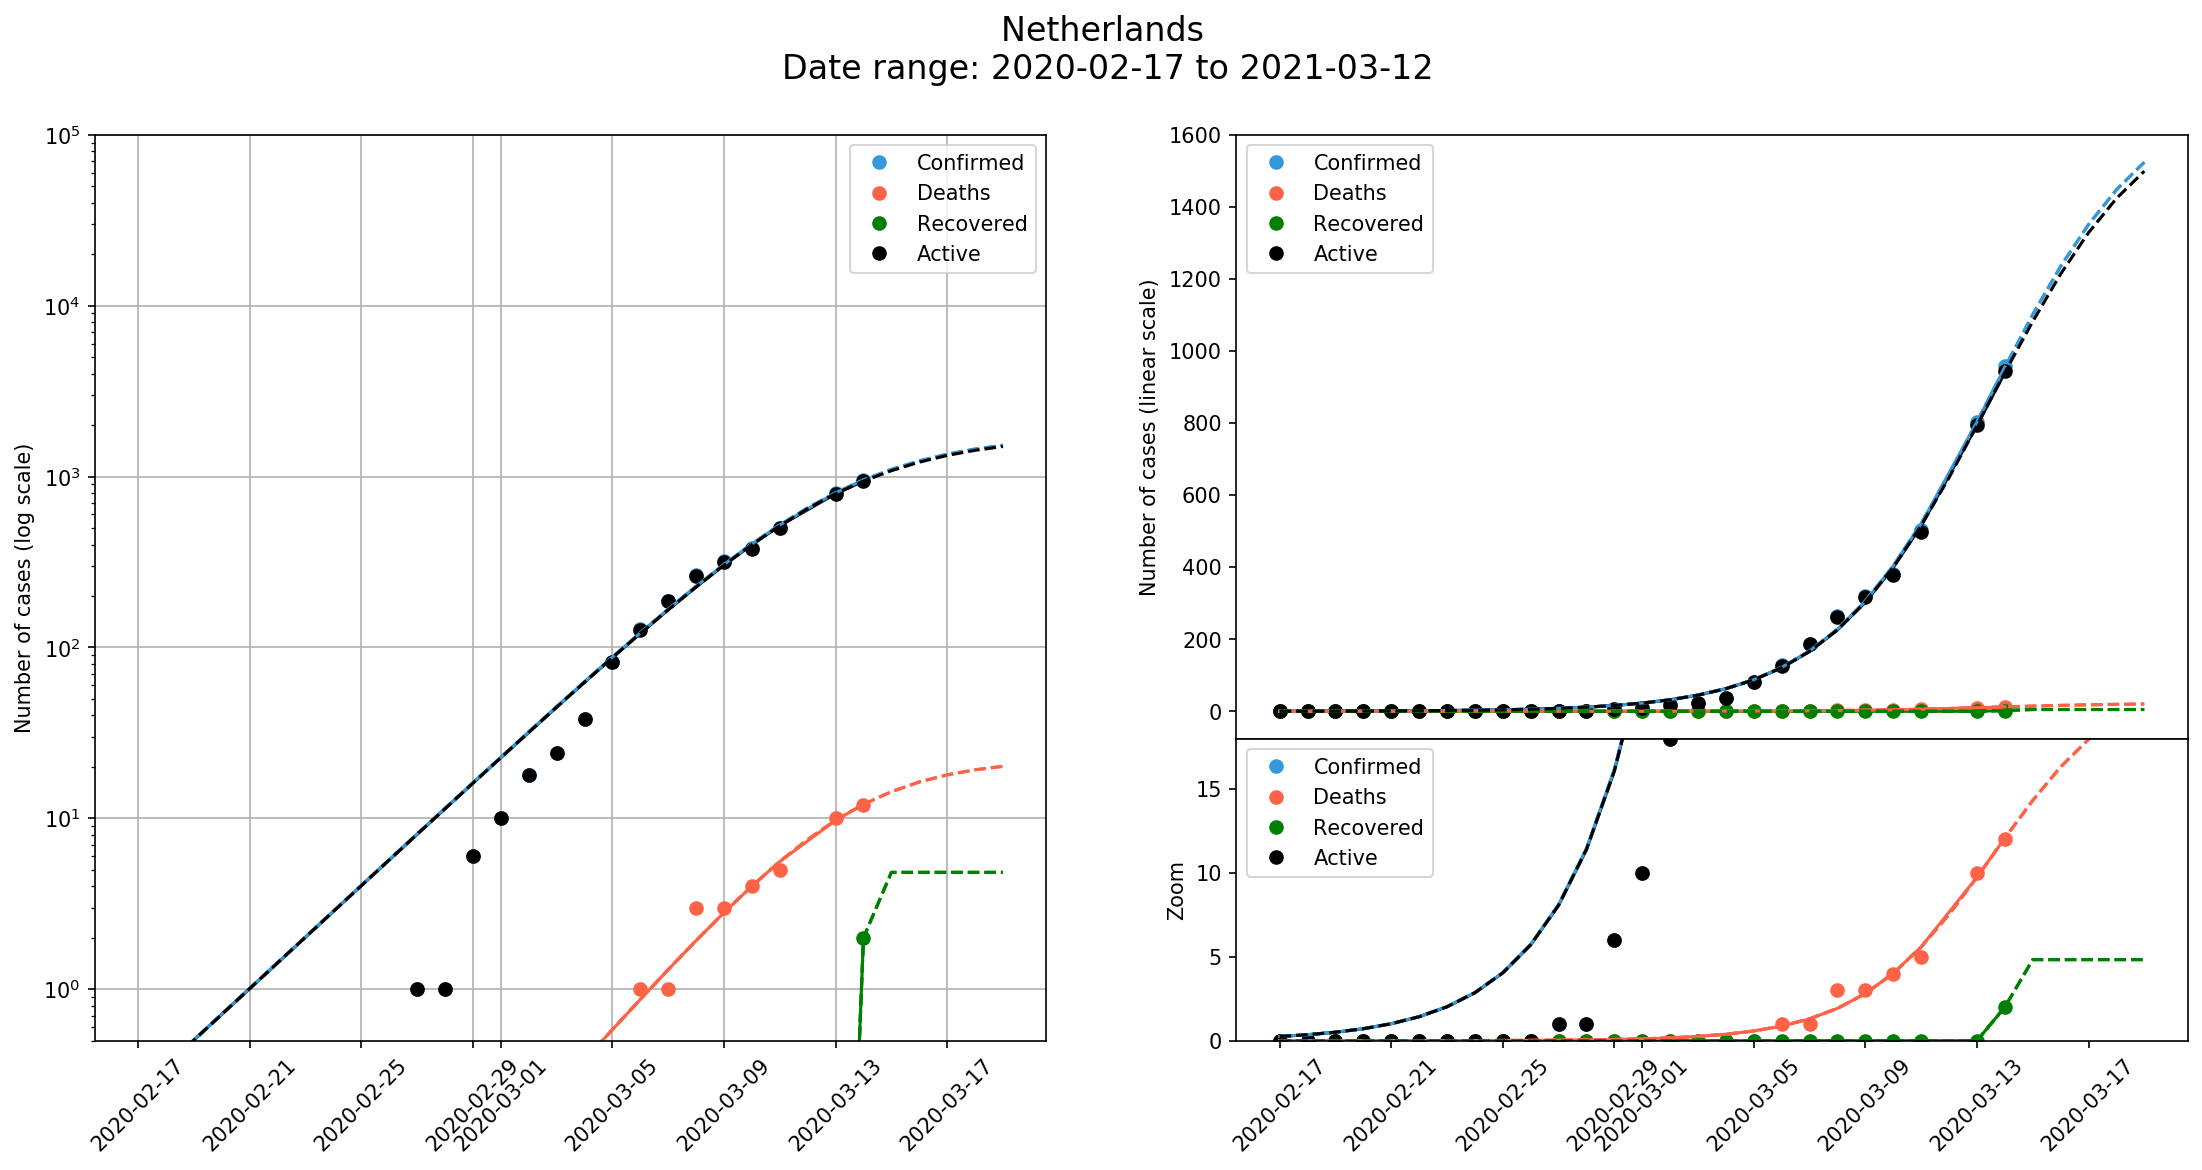 Netherlands
Date range: 2020-02-17 to 2021-03-12
Number of cases (log scale)
10^5
10^4
10^3
10^2
10^1
10^0
Confirmed
Deaths
Recovered
Active
2020-02-17
2020-02-21
2020-02-25
2020-02-29
2020-03-01
2020-03-05
2020-03-09
2020-03-13
2020-03-17
Number of cases (linear scale)
1600
1400
1200
1000
800
600
400
200
0
Confirmed
Deaths
Recovered
Active
Zoom
15
10
5
0
Confirmed
Deaths
Recovered
Active
2020-02-17
2020-02-21
2020-02-25
2020-02-29
2020-03-01
2020-03-05
2020-03-09
2020-03-13
2020-03-17